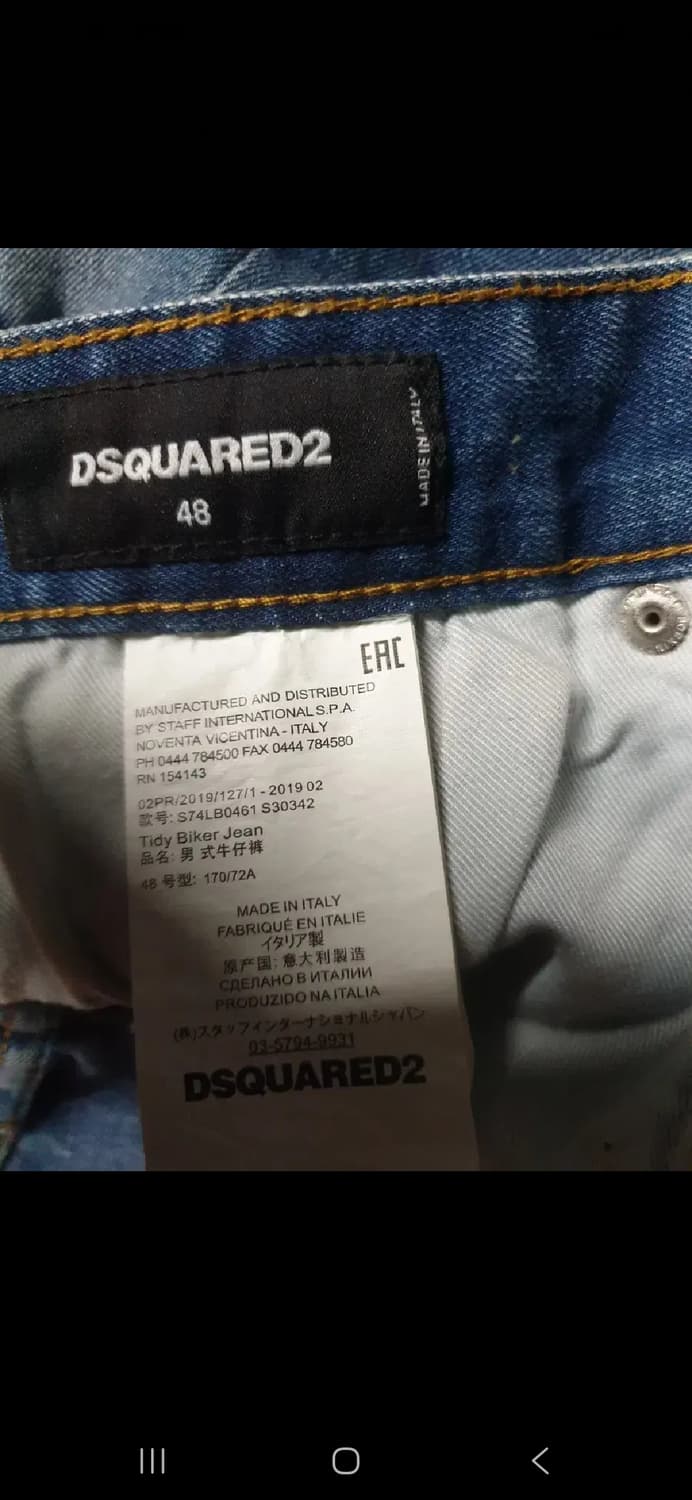 DSQUARED2
48
MADE IN ITALY
EAC
MANUFACTURED AND DISTRIBUTED
BY STAFF INTERNATIONAL S.P.A.
NOVENTA VICENTINA - ITALY
PH 0444 784500 FAX 0444 784580
RN 154143
02PR/2019/127/1 - 2019 02
款号: S74LB0461 S30342
Tidy Biker Jean
品名: 男 式牛仔裤
48 号型: 170/72A
MADE IN ITALY
FABRIQUÉ EN ITALIE
イタリア製
原产国: 意大利製造
СДЕЛАНО В ИТАЛИИ
PRODUZIDO NA ITALIA
(株)スタッフインターナショナルジャパン
03-5794-9931
DSQUARED2